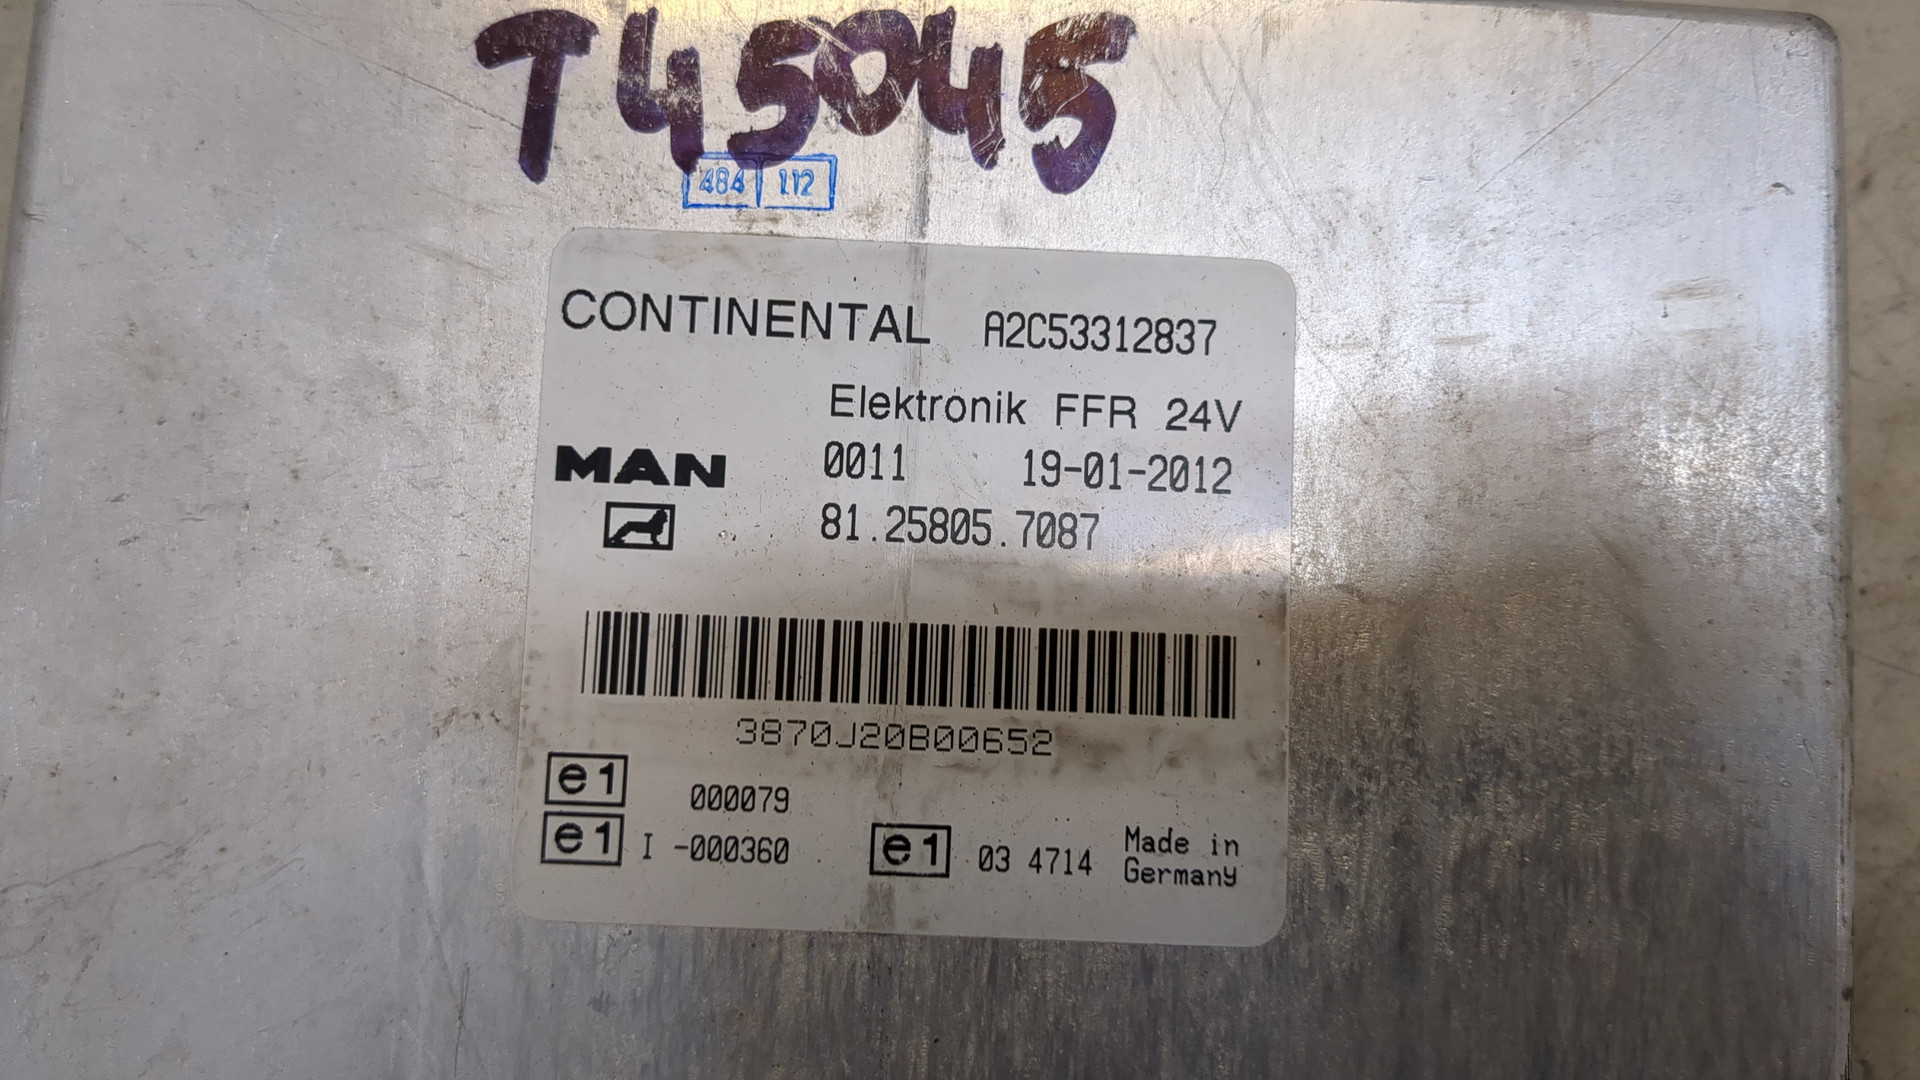 T45045
484 112
CONTINENTAL A2C53312837
Elektronik FFR 24V
MAN 0011 19-01-2012
81.25805.7087
3870J20B00652
e1 000079
e1 I -000360 e1 03 4714 Made in
Germany